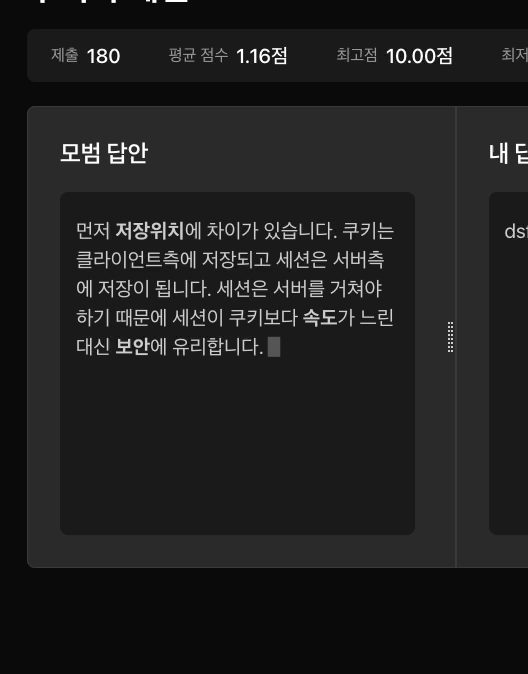 제출 180 평균 점수 1.16점 최고점 10.00점 최저
모범 답안
내 답
먼저 저장위치에 차이가 있습니다. 쿠키는
클라이언트측에 저장되고 세션은 서버측
에 저장이 됩니다. 세션은 서버를 거쳐야
하기 때문에 세션이 쿠키보다 속도가 느린
대신 보안에 유리합니다.